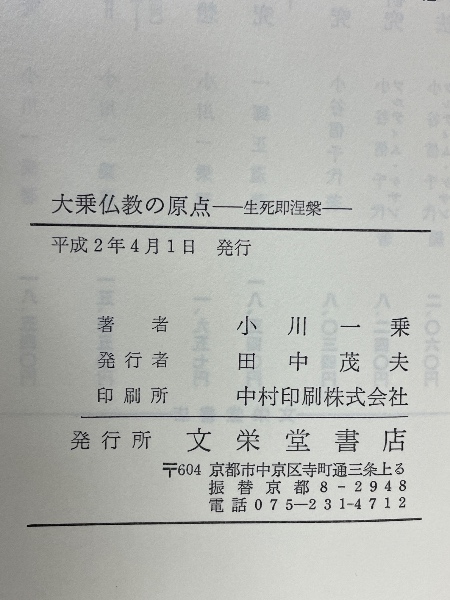 大乗仏教の原点――生死即涅槃――
平成2年4月1日　発行
著者　小川一乗
発行者　田中茂夫
印刷所　中村印刷株式会社
発行所　文栄堂書店
〒604 京都市中京区寺町通三条上る
振替京都8-2948
電話075-231-4712